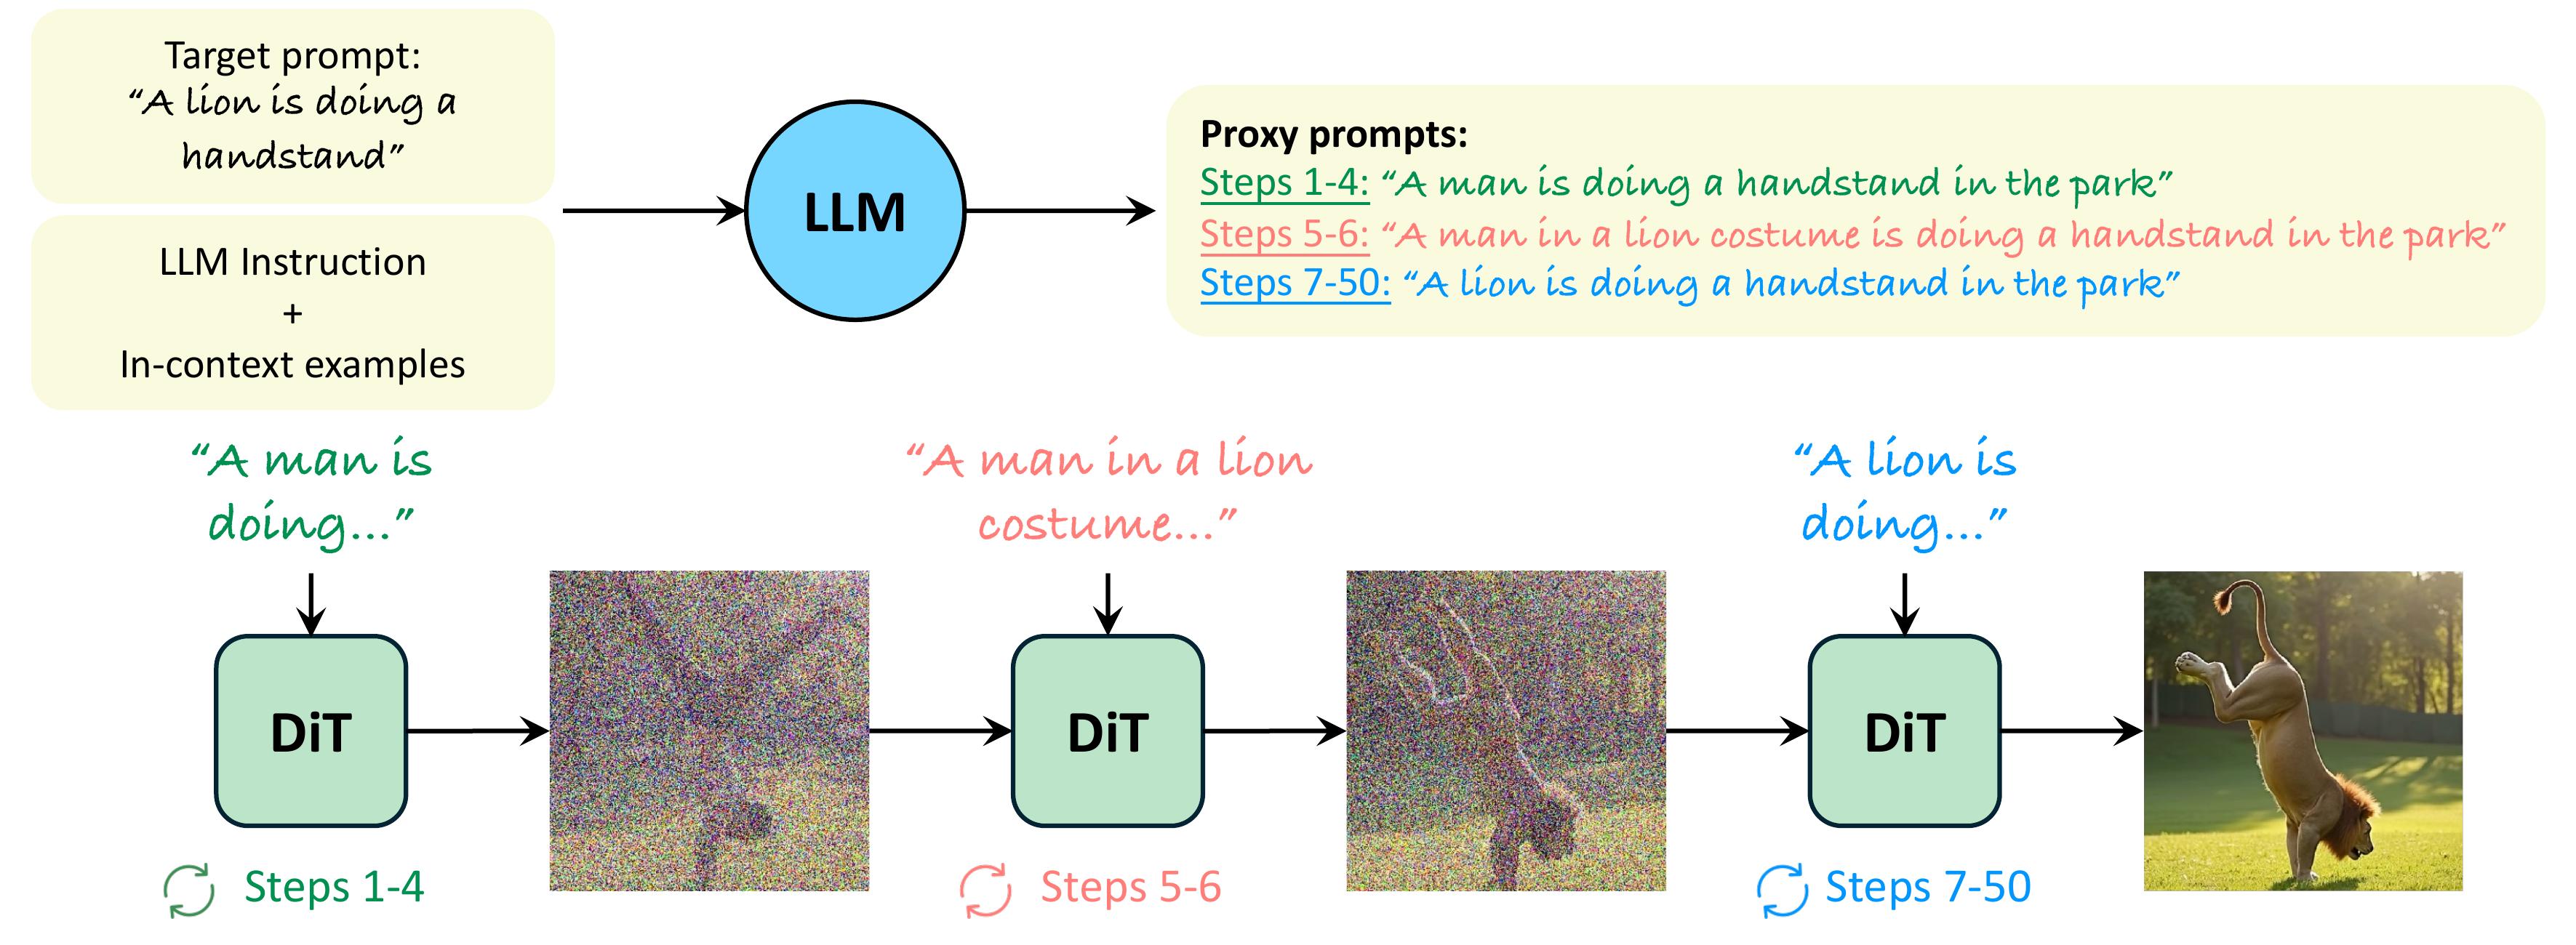 Target prompt:
“A lion is doing a
handstand”
LLM Instruction
+
In-context examples
LLM
Proxy prompts:
Steps 1-4: “A man is doing a handstand in the park”
Steps 5-6: “A man in a lion costume is doing a handstand in the park”
Steps 7-50: “A lion is doing a handstand in the park”
“A man is
doing...”
“A man in a lion
costume...”
“A lion is
doing...”
DiT
DiT
DiT
Steps 1-4
Steps 5-6
Steps 7-50